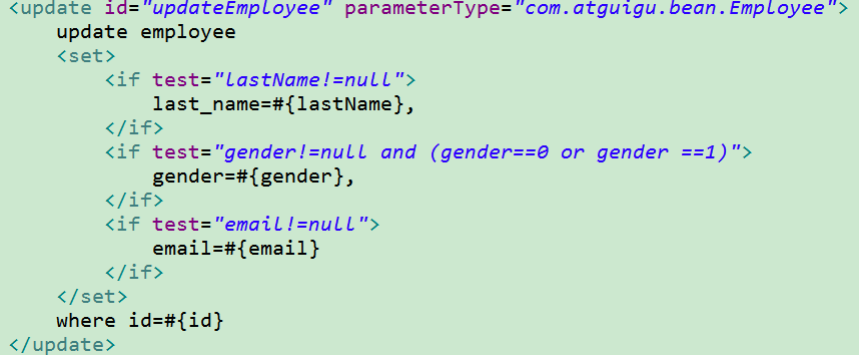 <update id="updateEmployee" parameterType="com.atguigu.bean.Employee">
    update employee
    <set>
        <if test="lastName!=null">
            last_name=#{lastName},
        </if>
        <if test="gender!=null and (gender==0 or gender ==1)">
            gender=#{gender},
        </if>
        <if test="email!=null">
            email=#{email}
        </if>
    </set>
    where id=#{id}
</update>